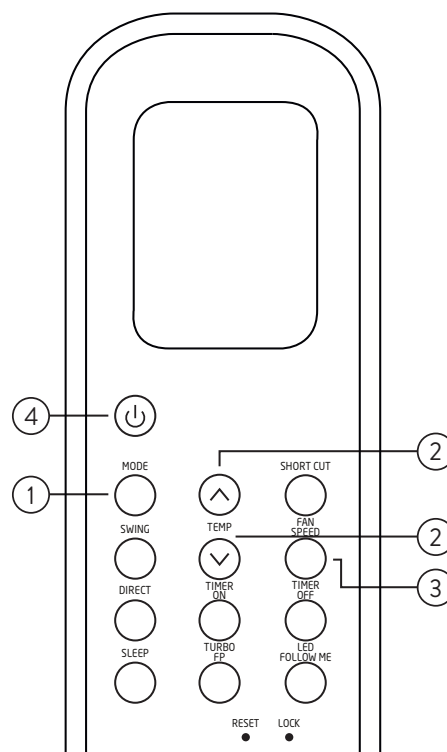 4
2
MODE
SHORT CUT
1
SWING
TEMP
FAN
SPEED
2
3
DIRECT
TIMER
ON
TIMER
OFF
SLEEP
TURBO
FP
LED
FOLLOW ME
RESET
LOCK